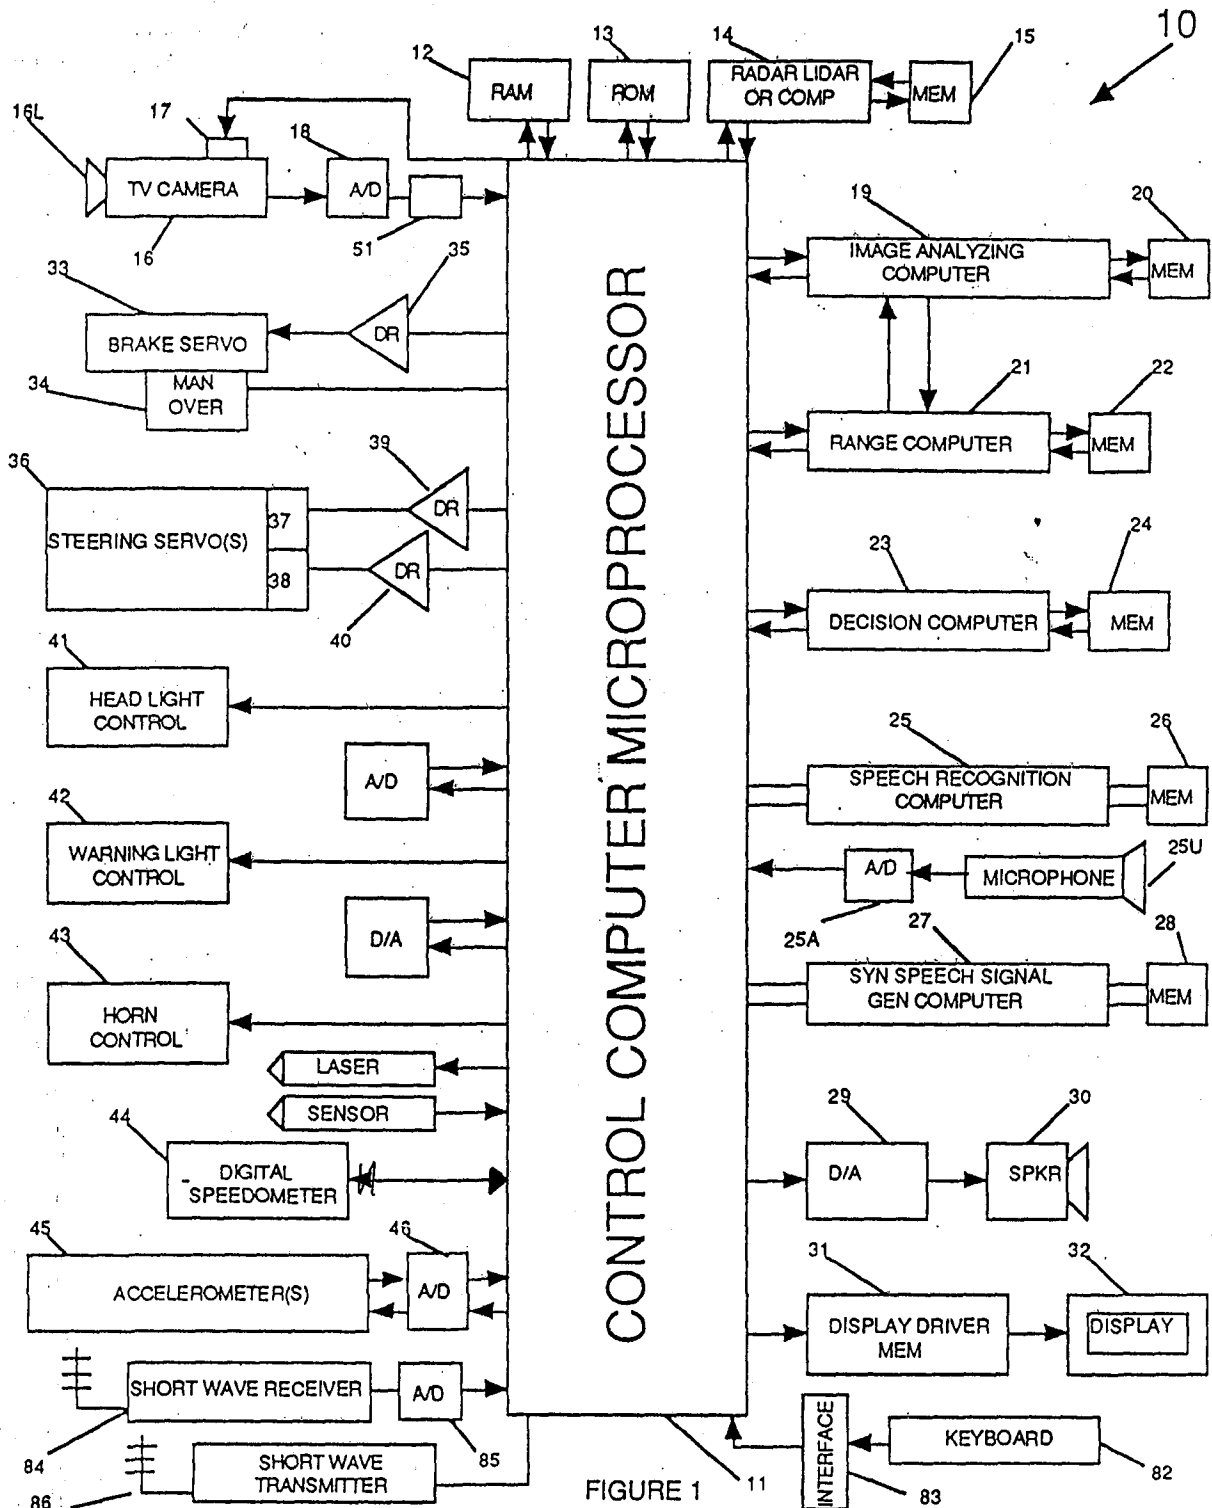 10
12
13
14
15
RAM
ROM
RADAR LIDAR
OR COMP
MEM
16L
17
18
TV CAMERA
A/D
16
51
19
20
IMAGE ANALYZING
COMPUTER
MEM
33
35
BRAKE SERVO
DR
34
MAN
OVER
21
22
RANGE COMPUTER
MEM
36
39
STEERING SERVO(S)
37
38
DR
DR
40
23
24
DECISION COMPUTER
MEM
CONTROL COMPUTER MICROPROCESSOR
41
HEAD LIGHT
CONTROL
A/D
25
26
SPEECH RECOGNITION
COMPUTER
MEM
42
WARNING LIGHT
CONTROL
A/D
MICROPHONE
25U
25A
D/A
27
28
SYN SPEECH SIGNAL
GEN COMPUTER
MEM
43
HORN
CONTROL
LASER
SENSOR
44
DIGITAL
SPEEDOMETER
29
30
D/A
SPKR
45
46
ACCELEROMETER(S)
A/D
31
32
DISPLAY DRIVER
MEM
DISPLAY
SHORT WAVE RECEIVER
A/D
84
85
SHORT WAVE
TRANSMITTER
86
11
INTERFACE
KEYBOARD
83
82
FIGURE 1